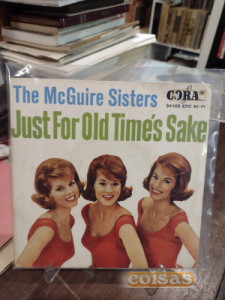 CORAL
The McGuire Sisters
Just For Old Time's Sake
coisas